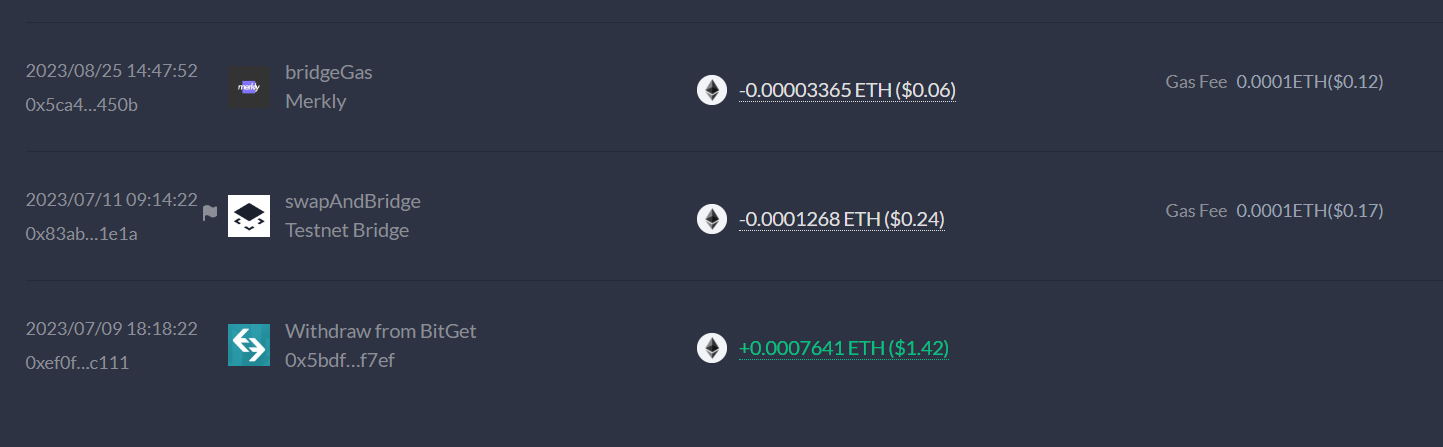 2023/08/25 14:47:52
0x5ca4...450b
merkly
bridgeGas
Merkly
-0.00003365 ETH ($0.06)
Gas Fee 0.0001ETH($0.12)
2023/07/11 09:14:22
0x83ab...1e1a
swapAndBridge
Testnet Bridge
-0.0001268 ETH ($0.24)
Gas Fee 0.0001ETH($0.17)
2023/07/09 18:18:22
0xef0f...c111
Withdraw from BitGet
0x5bdf...f7ef
+0.0007641 ETH ($1.42)